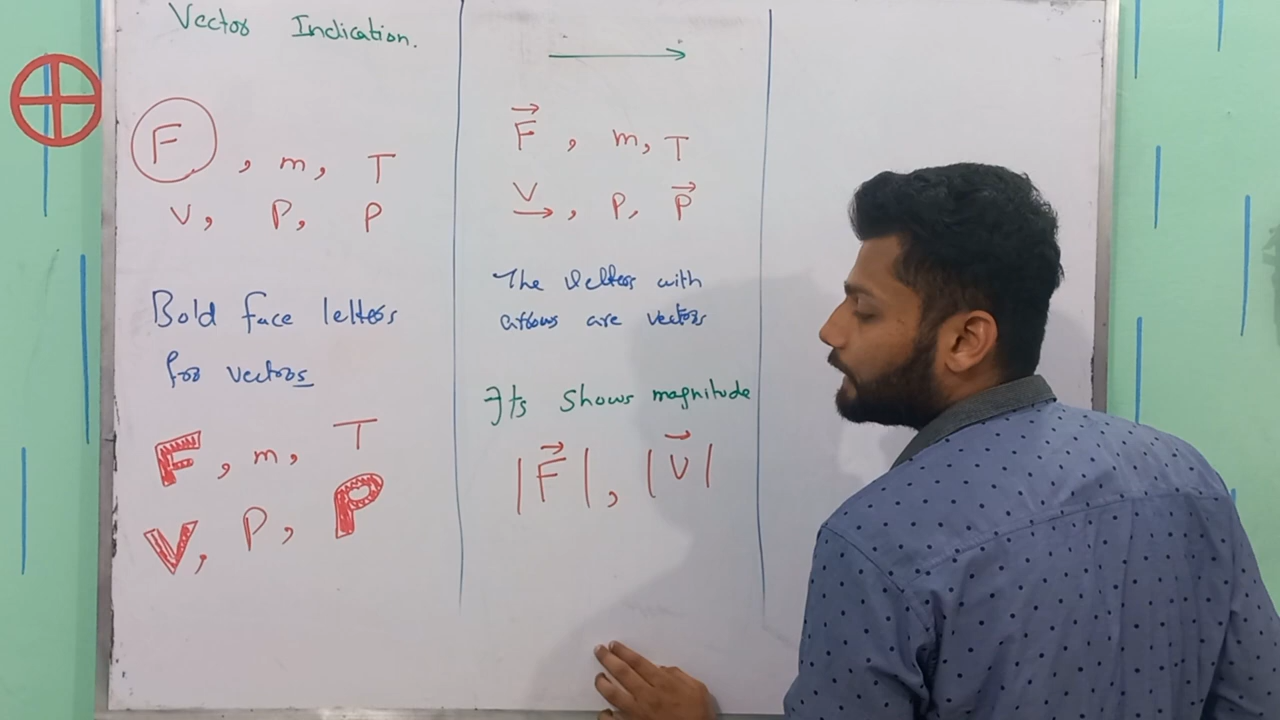 Vector Indication.
F , m, T
v, P, P
Bold face letters
for vectors
F , m, T
V, P, P
F⃗ , m, T
V⃗, P, P⃗
The letters with
arrows are vectors
Its shows magnitude
|F⃗| , |V⃗|